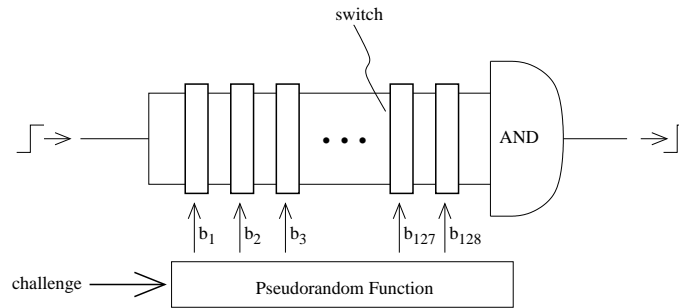 switch
AND
b1 b2 b3 b127 b128
challenge
Pseudorandom Function